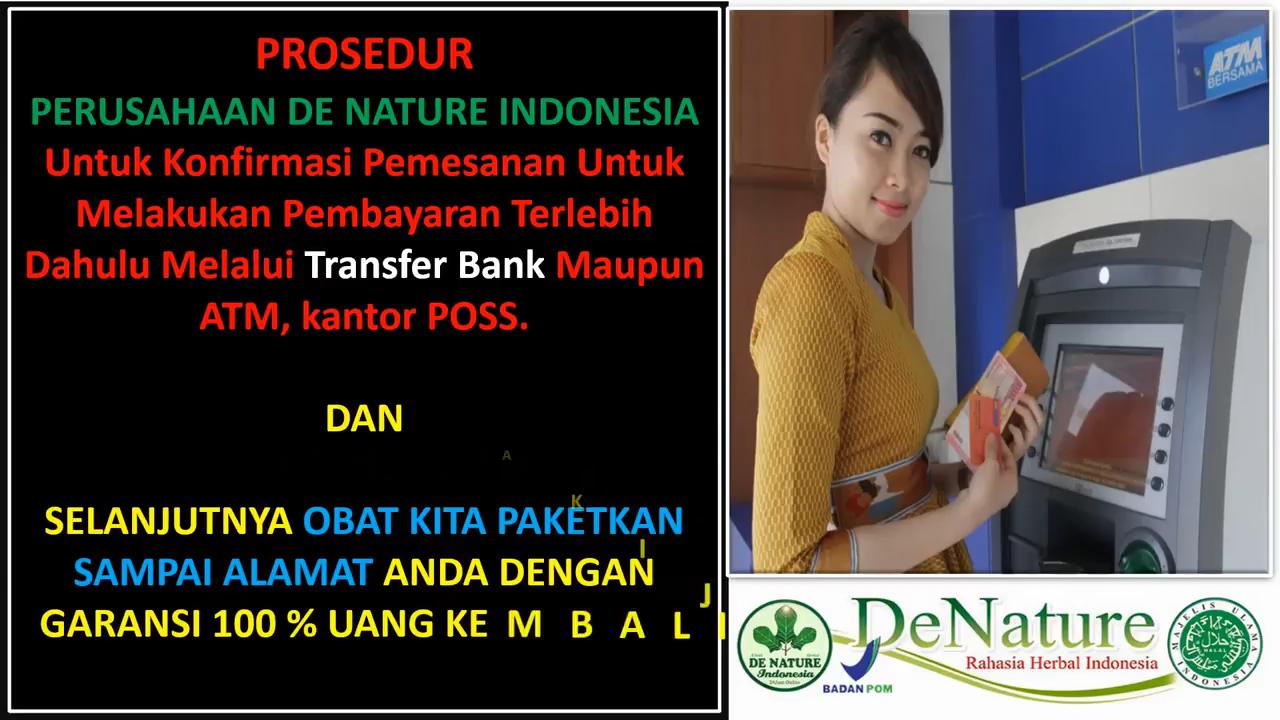 PROSEDUR
PERUSAHAAN DE NATURE INDONESIA
Untuk Konfirmasi Pemesanan Untuk
Melakukan Pembayaran Terlebih
Dahulu Melalui Transfer Bank Maupun
ATM, kantor POSS.
DAN
A
K
SELANJUTNYA OBAT KITA PAKETKAN
I
SAMPAI ALAMAT ANDA DENGAN
J
GARANSI 100 % UANG KE M B A L I
ATM
BERSAMA
DE NATURE
Indonesia
BADAN POM
DeNature
Rahasia Herbal Indonesia
MAJELIS ULAMA
INDONESIA
حلال
HALAL